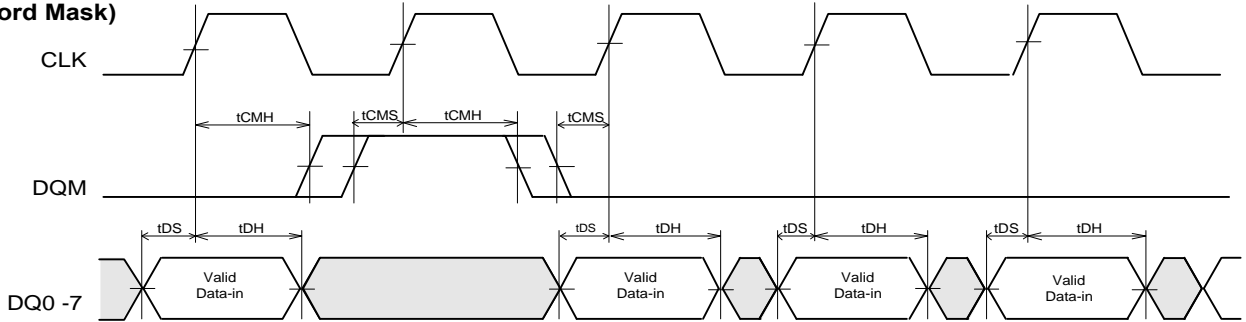 ord Mask)
CLK
tCMH
tCMS
tCMH
tCMS
DQM
tDS
tDH
tDS
tDH
tDS
tDH
tDS
tDH
DQ0 -7
Valid
Data-in
Valid
Data-in
Valid
Data-in
Valid
Data-in